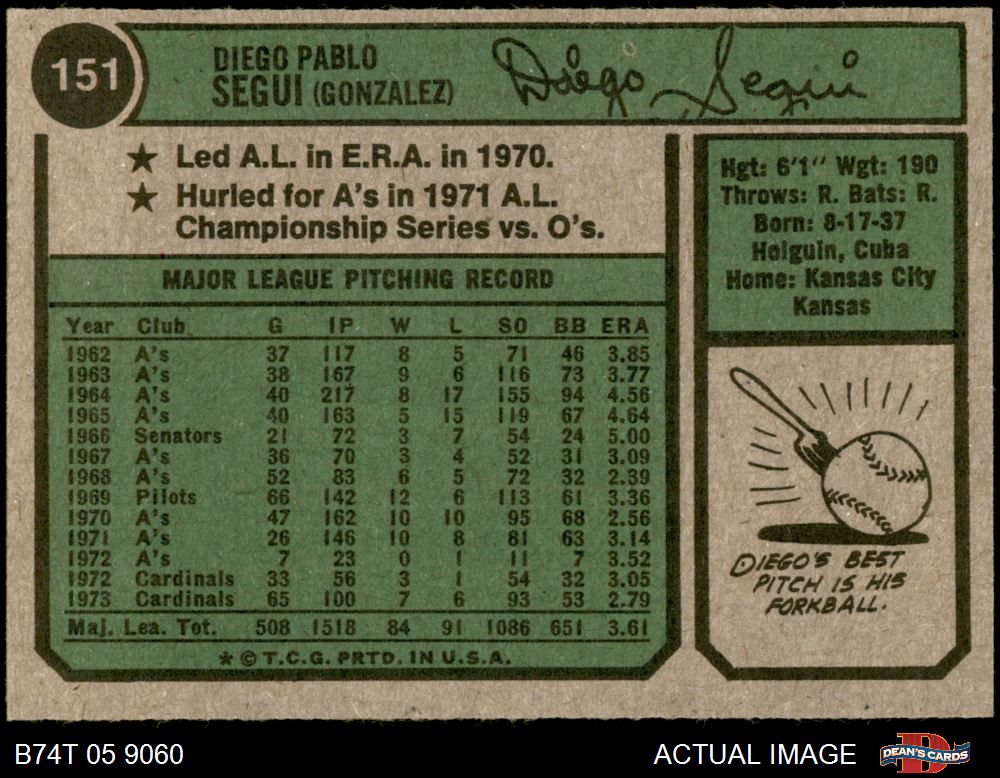 151
DIEGO PABLO
SEGUI (GONZALEZ)
Diego Segui
★ Led A.L. in E.R.A. in 1970.
★ Hurled for A's in 1971 A.L.
Championship Series vs. O's.
MAJOR LEAGUE PITCHING RECORD
Year Club G IP W L SO BB ERA
1962 A's 37 117 8 5 71 46 3.85
1963 A's 38 167 9 6 116 73 3.77
1964 A's 40 217 8 17 155 94 4.56
1965 A's 40 163 5 15 119 67 4.64
1966 Senators 21 72 3 7 54 24 5.00
1967 A's 36 70 3 4 52 31 3.09
1968 A's 52 83 6 5 72 32 2.39
1969 Pilots 66 142 12 6 113 61 3.36
1970 A's 47 162 10 10 95 68 2.56
1971 A's 26 146 10 8 81 63 3.14
1972 A's 7 23 0 1 11 7 3.52
1972 Cardinals 33 56 3 1 54 32 3.05
1973 Cardinals 65 100 7 6 93 53 2.79
Maj. Lea. Tot. 508 1518 84 91 1086 651 3.61
* © T.C.G. PRTD. IN U.S.A.
Hgt: 6'1" Wgt: 190
Throws: R. Bats: R.
Born: 8-17-37
Holguin, Cuba
Home: Kansas City
Kansas
DIEGO'S BEST
PITCH IS HIS
FORKBALL.
B74T 05 9060
ACTUAL IMAGE
D
DEAN'S CARDS